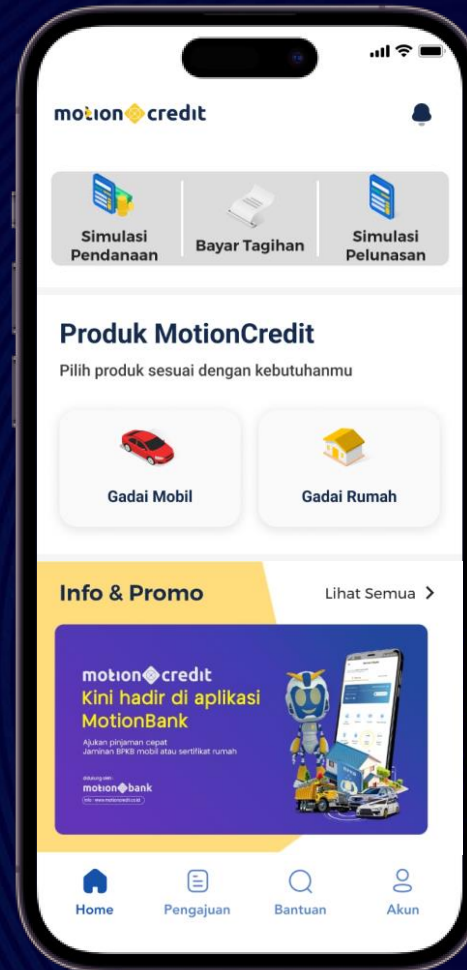 motion credit
Simulasi
Pendanaan
Bayar Tagihan
Simulasi
Pelunasan
Produk MotionCredit
Pilih produk sesuai dengan kebutuhanmu
Gadai Mobil
Gadai Rumah
Info & Promo
Lihat Semua
motion credit
Kini hadir di aplikasi
MotionBank
Ajukan pinjaman cepat
Jaminan BPKB mobil atau sertifikat rumah
didukung oleh :
motion bank
Home
Pengajuan
Bantuan
Akun